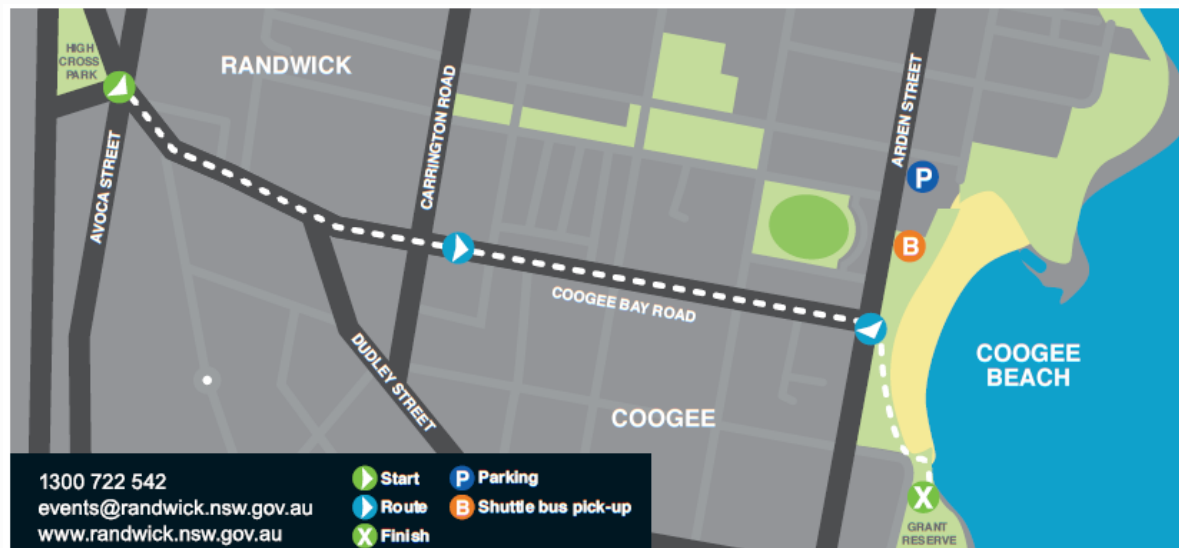 HIGH
CROSS
PARK
RANDWICK
AVOCA STREET
CARRINGTON ROAD
ARDEN STREET
P
B
COOGEE BAY ROAD
DUDLEY STREET
COOGEE
BEACH
COOGEE
X
GRANT
RESERVE
1300 722 542
events@randwick.nsw.gov.au
www.randwick.nsw.gov.au
Start
Route
X Finish
P Parking
B Shuttle bus pick-up